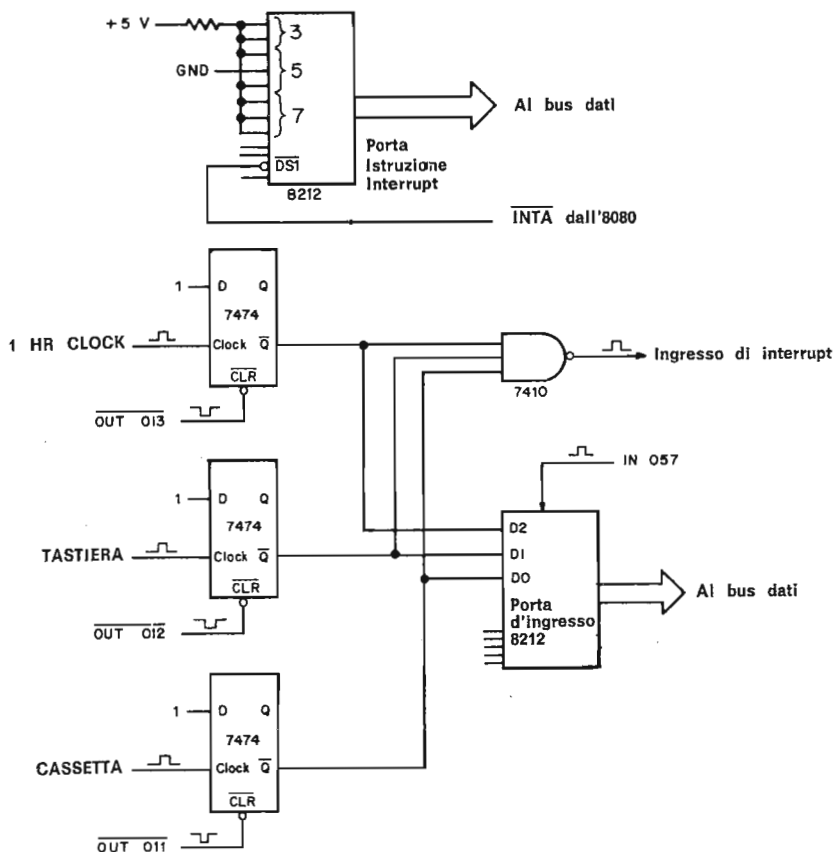 +5 V
3
GND
5
7
Al bus dati
Porta
Istruzione
Interrupt
DS1
8212
INTA dall'8080
1
D
Q
7474
1 HR CLOCK
Clock
Q
CLR
OUT 013
7410
Ingresso di interrupt
IN 057
1
D
Q
7474
TASTIERA
Clock
Q
CLR
OUT 012
D2
D1
D0
Porta
d'ingresso
8212
Al bus dati
1
D
Q
7474
CASSETTA
Clock
Q
CLR
OUT 011